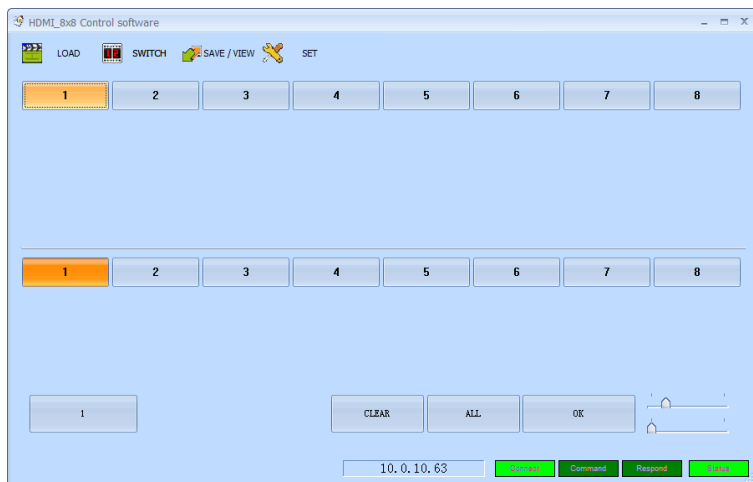 HDMI_8x8 Control software
LOAD SWITCH SAVE / VIEW SET
1 2 3 4 5 6 7 8
1 2 3 4 5 6 7 8
1 CLEAR ALL OK
10. 0. 10. 63 Connect Command Respond Status